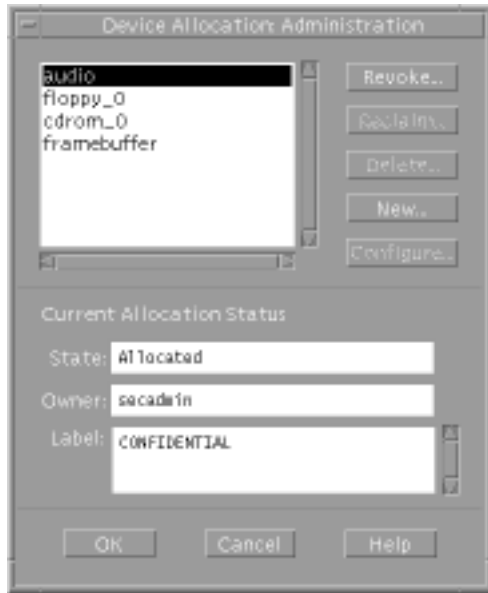 Device Allocation: Administration
audio
floppy_0
cdrom_0
framebuffer
Revoke...
Reclaim...
Delete...
New...
Configure...
Current Allocation Status
State: Allocated
Owner: secadmin
Label: CONFIDENTIAL
OK Cancel Help